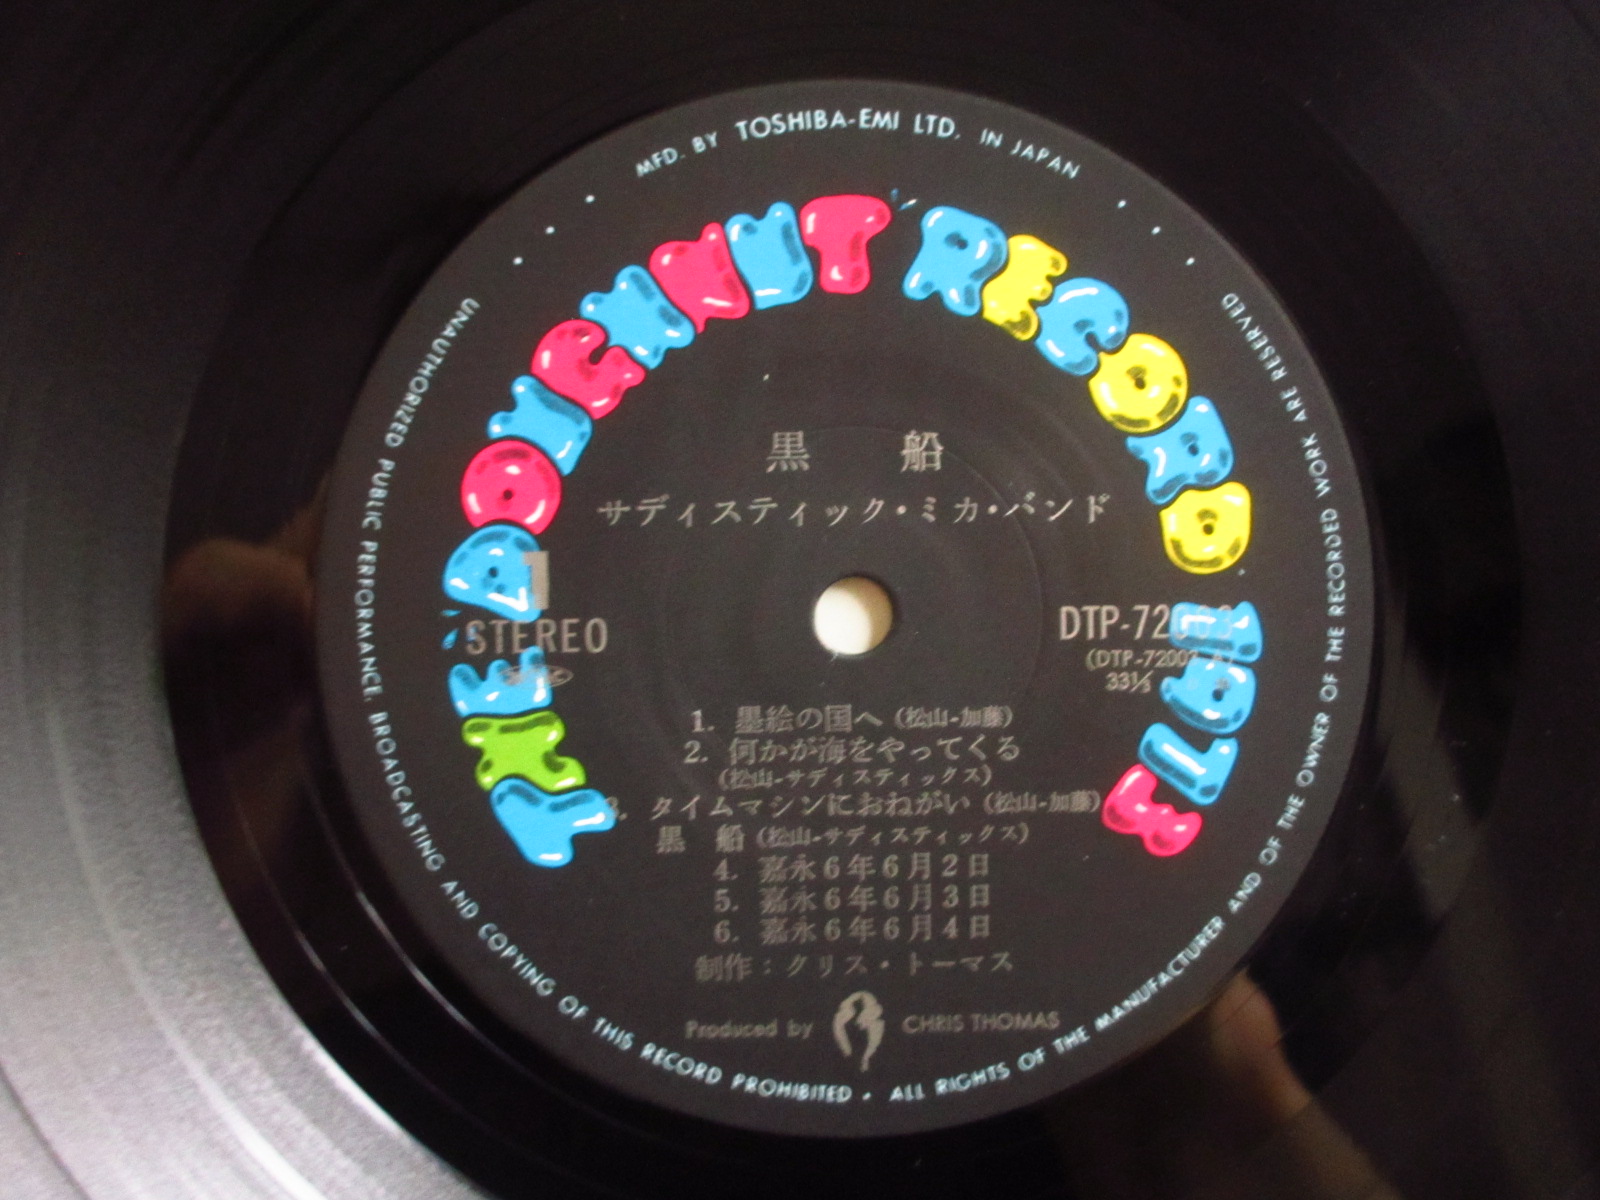 MFD. BY TOSHIBA-EMI LTD. IN JAPAN
UNAUTHORIZED PUBLIC PERFORMANCE, BROADCASTING AND COPYING OF THIS RECORD PROHIBITED • ALL RIGHTS OF THE MANUFACTURER AND OF THE OWNER OF THE RECORDED WORK ARE RESERVED
RECORD
黒 船
サディスティック・ミカ・バンド
1
STEREO
DTP-72003
(DTP-72003 A)
33⅓
1. 墨絵の国へ (松山-加藤)
2. 何かが海をやってくる
(松山-サディスティックス)
3. タイムマシンにおねがい (松山-加藤)
黒 船 (松山-サディスティックス)
4. 嘉永6年6月2日
5. 嘉永6年6月3日
6. 嘉永6年6月4日
制作 : クリス・トーマス
Produced by CHRIS THOMAS